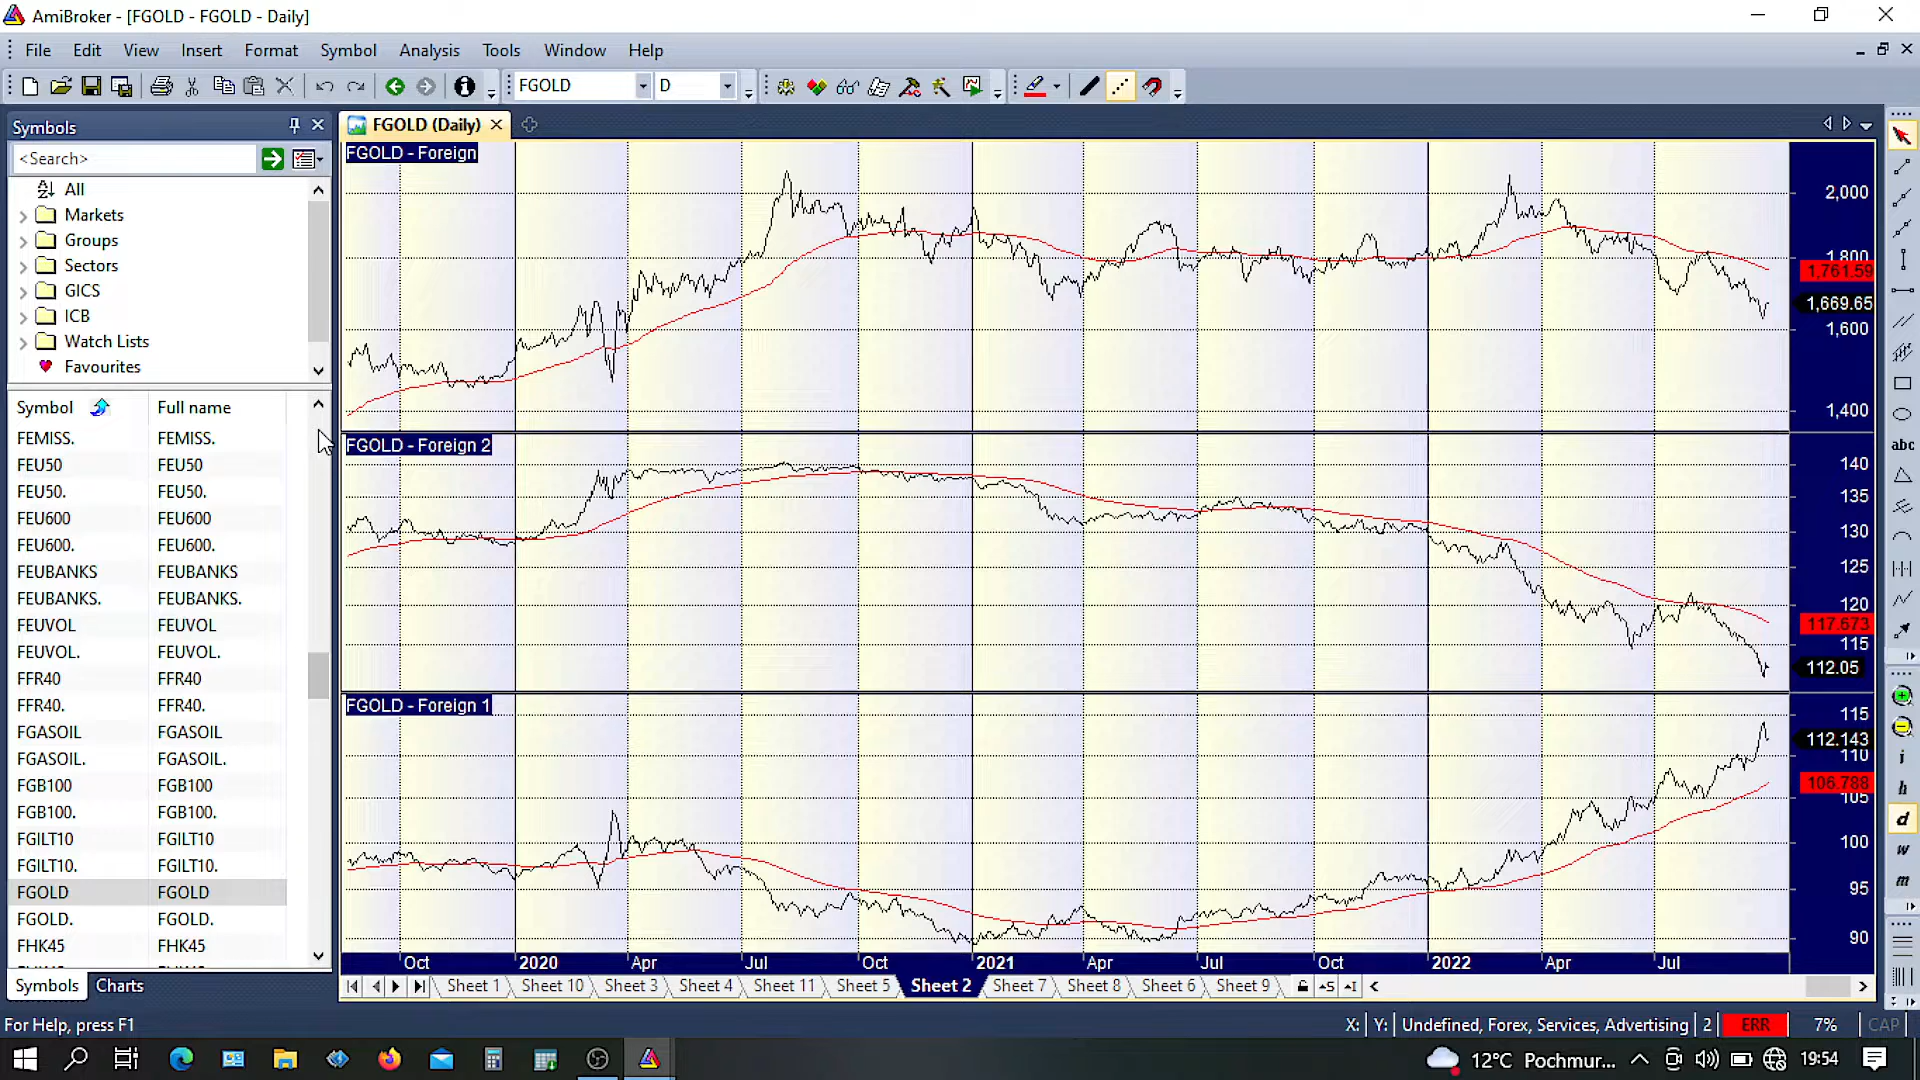 AmiBroker - [FGOLD - FGOLD - Daily]
File Edit View Insert Format Symbol Analysis Tools Window Help
FGOLD D
Symbols
FGOLD (Daily)
<Search>
All
Markets
Groups
Sectors
GICS
ICB
Watch Lists
Favourites
Symbol Full name
FEMISS. FEMISS.
FEU50 FEU50
FEU50. FEU50.
FEU600 FEU600
FEU600. FEU600.
FEUBANKS FEUBANKS
FEUBANKS. FEUBANKS.
FEUVOL FEUVOL
FEUVOL. FEUVOL.
FFR40 FFR40
FFR40. FFR40.
FGASOIL FGASOIL
FGASOIL. FGASOIL.
FGB100 FGB100
FGB100. FGB100.
FGILT10 FGILT10
FGILT10. FGILT10.
FGOLD FGOLD
FGOLD. FGOLD.
FHK45 FHK45
Symbols Charts
FGOLD - Foreign
2,000
1,800
1,761.59
1,669.65
1,600
1,400
FGOLD - Foreign 2
140
135
130
125
120
117.673
115
112.05
FGOLD - Foreign 1
115
112.143
110
106.788
105
100
95
90
Oct 2020 Apr Jul Oct 2021 Apr Jul Oct 2022 Apr Jul
Sheet 1 Sheet 10 Sheet 3 Sheet 4 Sheet 11 Sheet 5 Sheet 2 Sheet 7 Sheet 8 Sheet 6 Sheet 9
abc
i
h
d
w
m
For Help, press F1
X: Y: Undefined, Forex, Services, Advertising 2 ERR 7% CAP
12°C Pochmur... 19:54